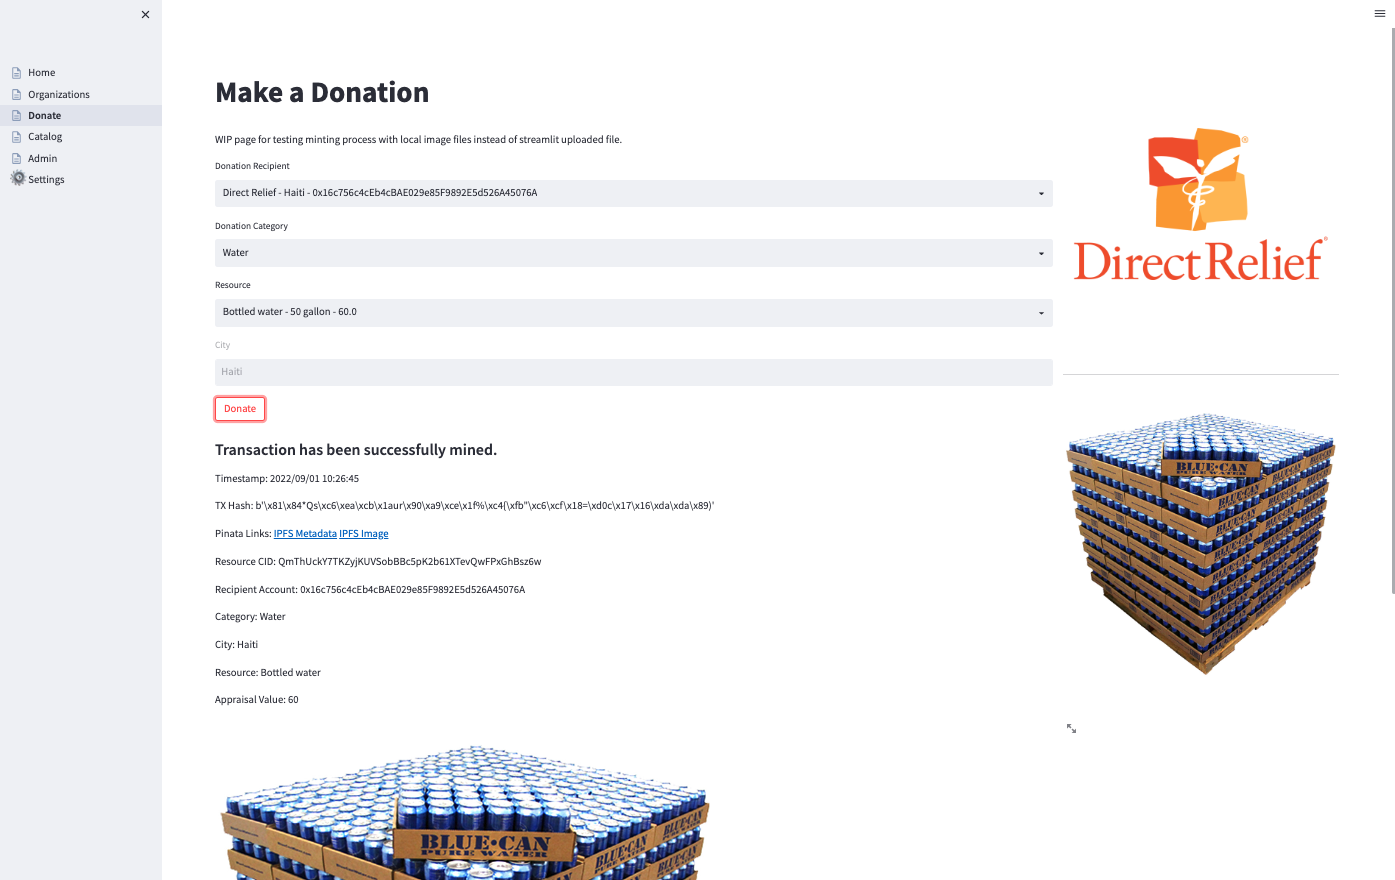 Home
Organizations
Donate
Catalog
Admin
Settings
Make a Donation
WIP page for testing minting process with local image files instead of streamlit uploaded file.
Donation Recipient
Direct Relief - Haiti - 0x16c756c4cEb4cBAE029e85F9892E5d526A45076A
Donation Category
Water
Resource
Bottled water - 50 gallon - 60.0
City
Haiti
Donate
Transaction has been successfully mined.
Timestamp: 2022/09/01 10:26:45
TX Hash: b'\x81\x84*Qs\xc6\xea\xcb\x1aur\x90\xa9\xce\x1f%\xc4{\xfb"\xc6\xcf\x18=\xd0c\x17\x16\xda\xda\x89)'
Pinata Links: IPFS Metadata IPFS Image
Resource CID: QmThUckY7TKZyjKUVSobBBc5pK2b61XTevQwFPxGhBsz6w
Recipient Account: 0x16c756c4cEb4cBAE029e85F9892E5d526A45076A
Category: Water
City: Haiti
Resource: Bottled water
Appraisal Value: 60
BLUE•CAN
PURE WATER
BLUE•CAN
Direct Relief®
BLUE•CAN
PURE WATER